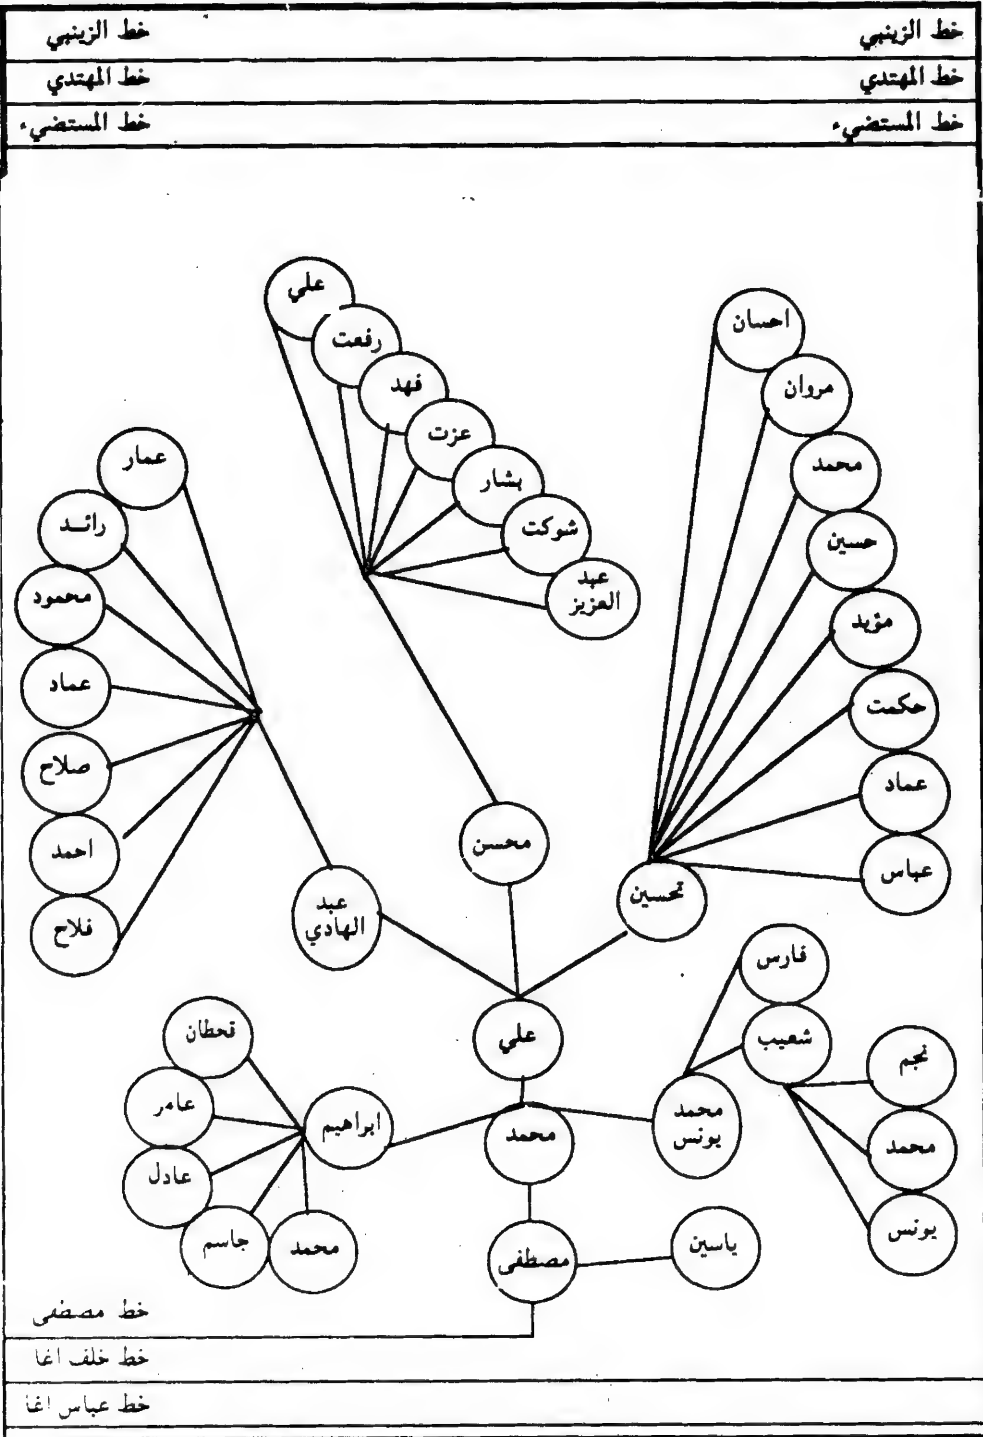 خط الزينبي
خط الزينبي
خط المهتدي
خط المهتدي
خط المستضيء
خط المستضيء
احسان
مروان
محمد
حسين
مؤيد
حكمت
عماد
عباس
تحسين
علي
رفعت
فهد
عزت
بشار
شوكت
عبد
العزيز
محسن
عمار
رائـد
محمود
عماد
صلاح
احمد
فلاح
عبد
الهادي
علي
فارس
شعيب
نجم
محمد
يونس
محمد
يونس
محمد
ابراهيم
قحطان
عامر
عادل
جاسم
محمد
ياسين
مصطفى
خط مصطفى
خط خلف اغا
خط عباس اغا